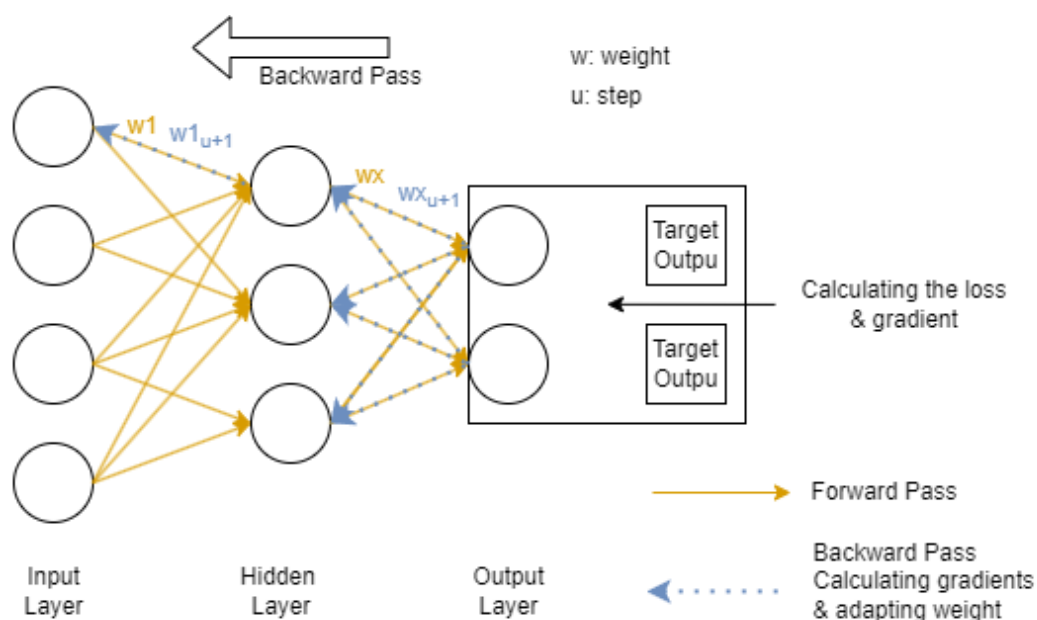 Backward Pass
w: weight
u: step
w1
w1u+1
wx
wxu+1
Target
Outpu
Target
Outpu
Calculating the loss
& gradient
Forward Pass
Backward Pass
Calculating gradients
& adapting weight
Input
Layer
Hidden
Layer
Output
Layer